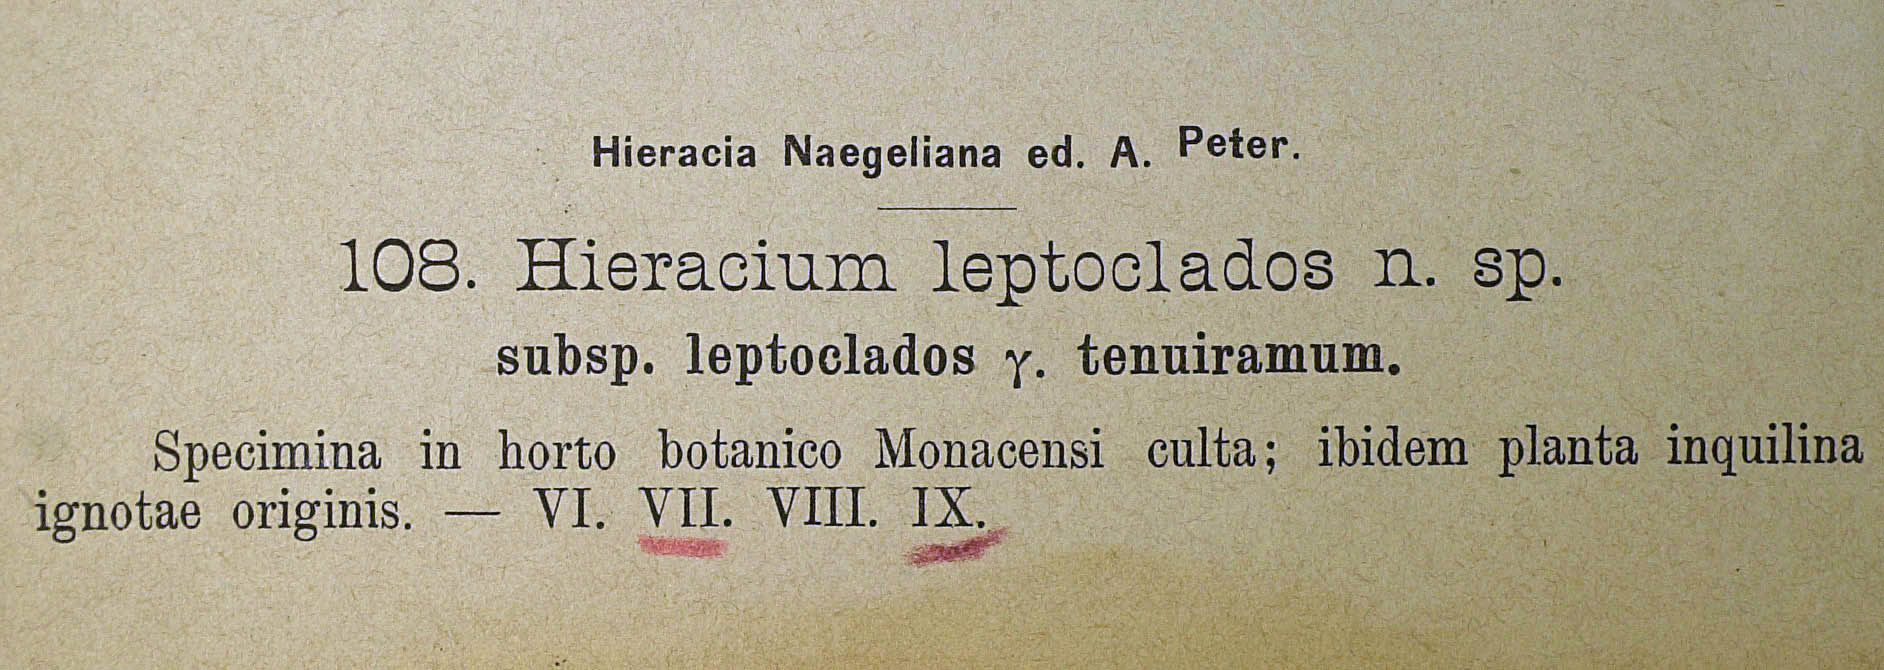 Hieracia Naegeliana ed. A. Peter.
108. Hieracium leptoclados n. sp.
subsp. leptoclados γ. tenuiramum.
Specimina in horto botanico Monacensi culta; ibidem planta inquilina
ignotae originis. — VI. VII. VIII. IX.